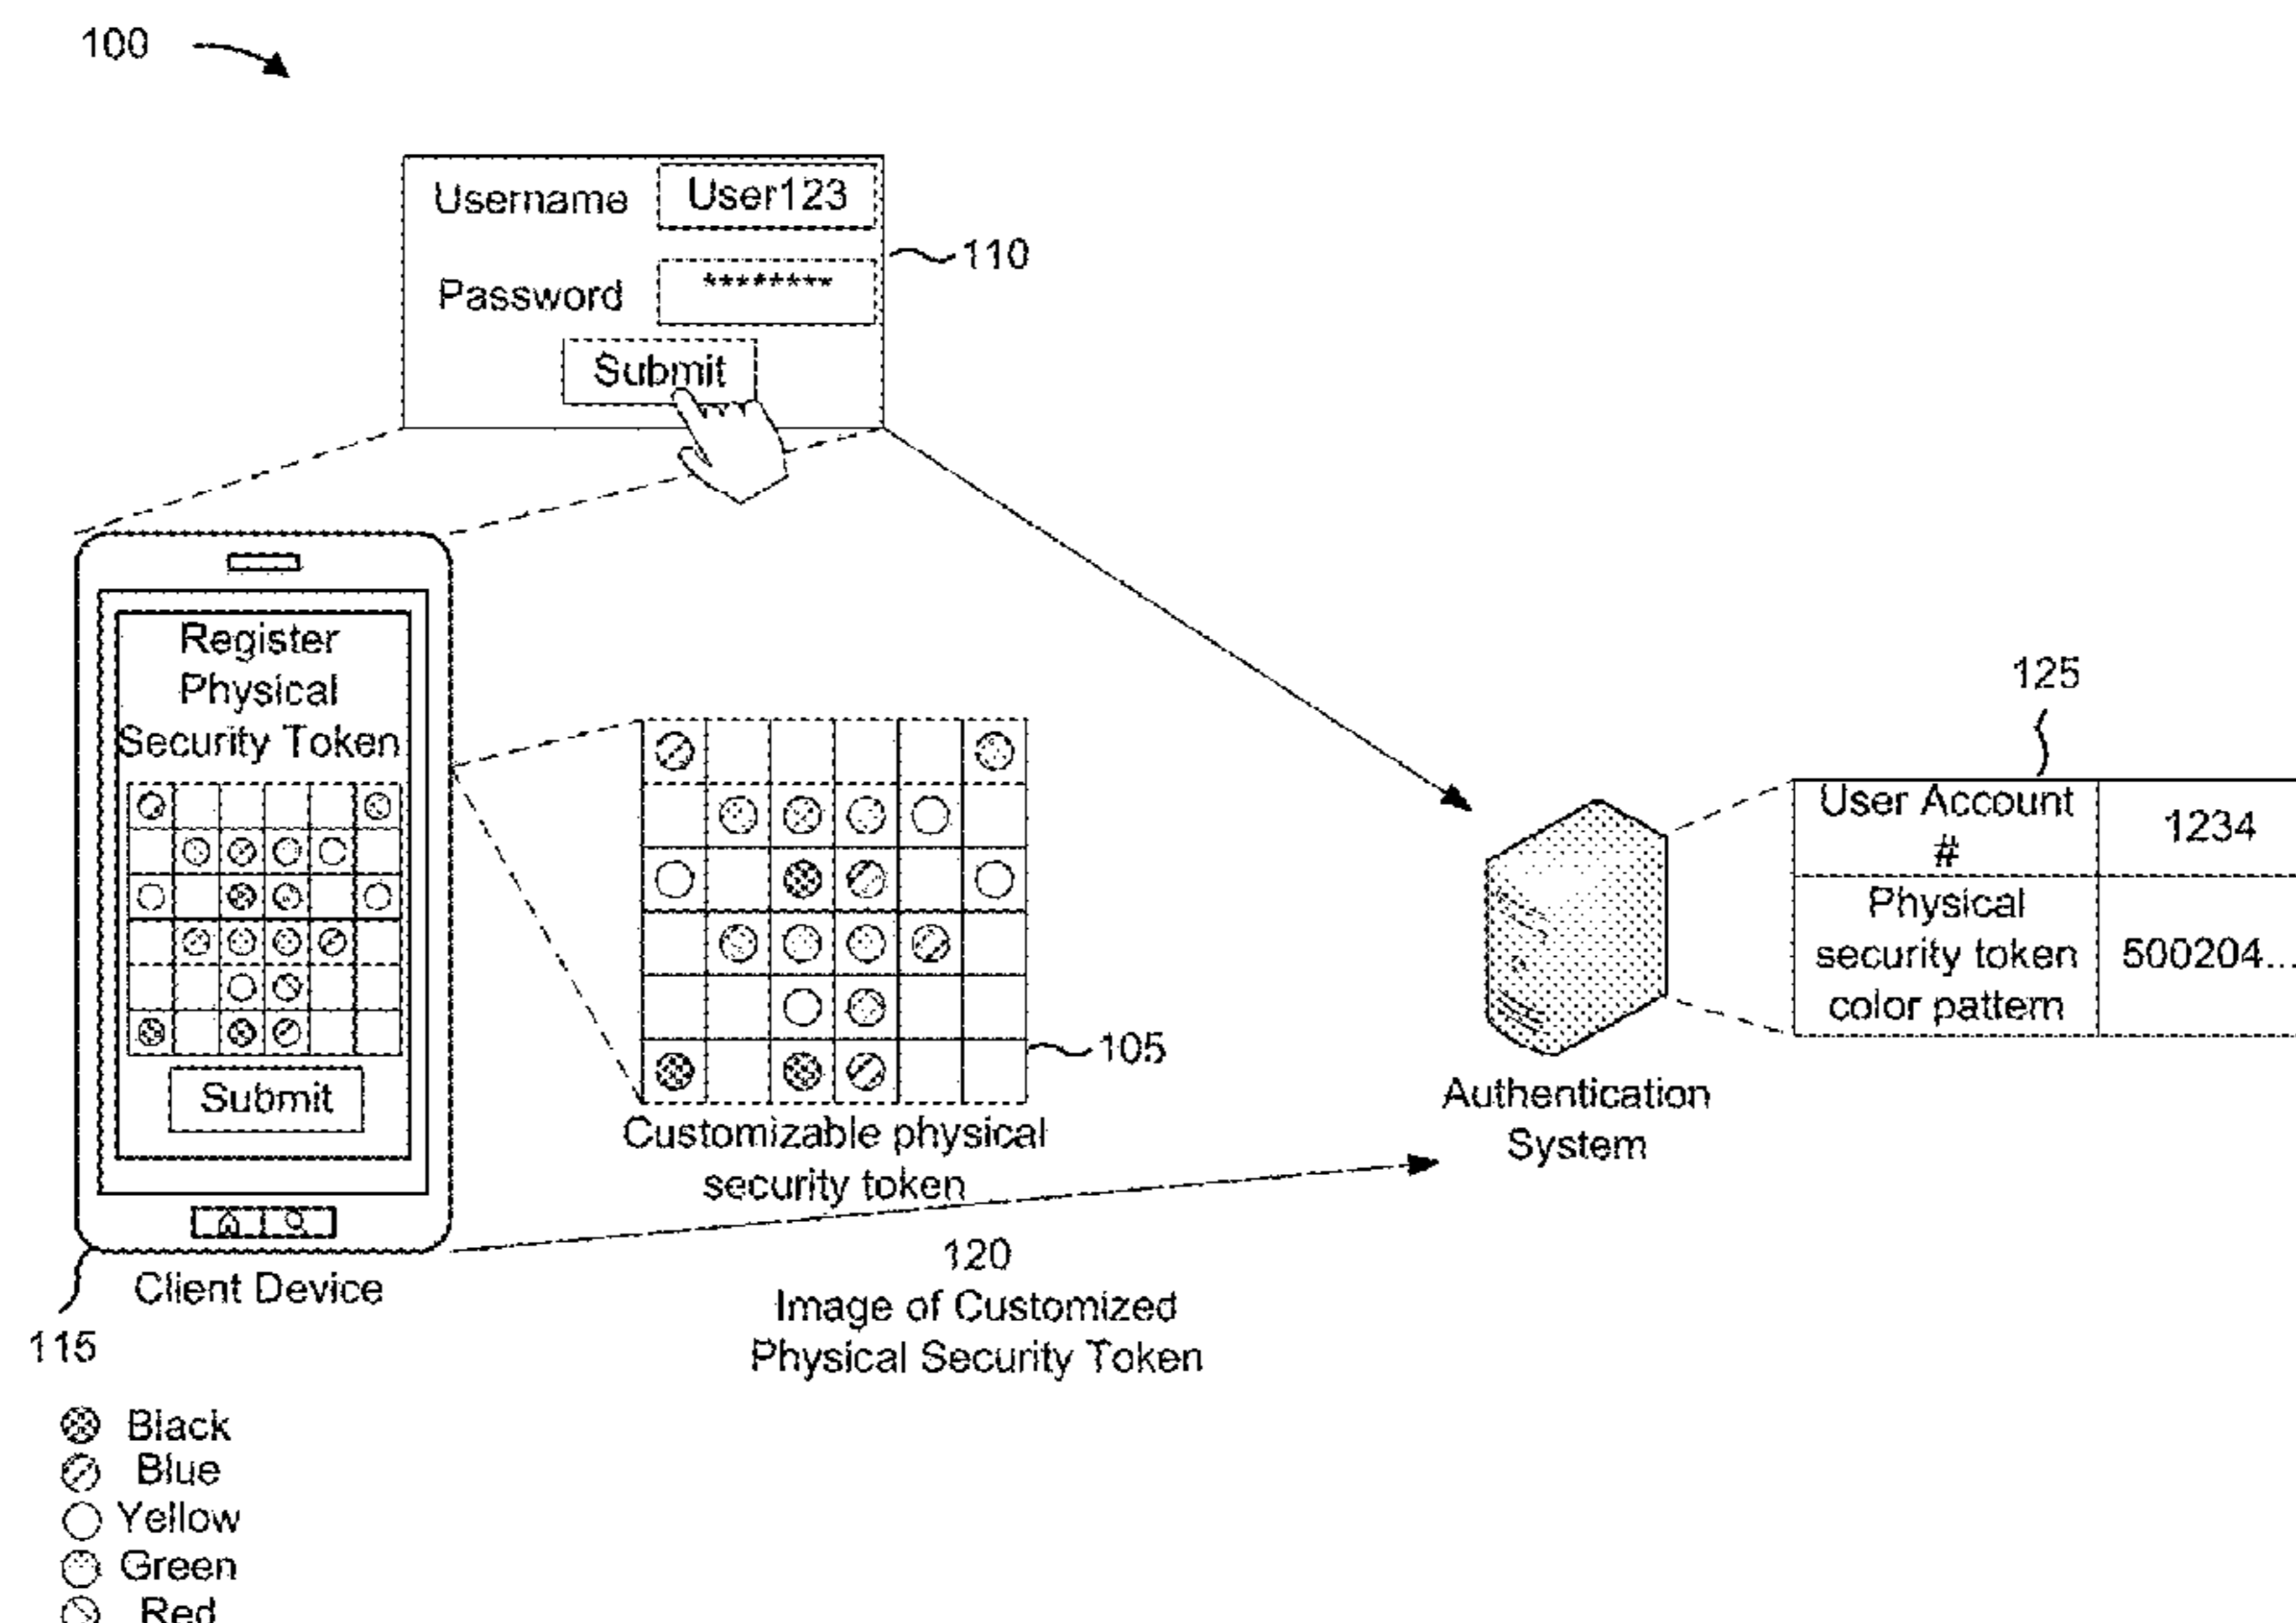 100
Username User123
110
Password ********
Submit
Register
Physical
Security Token
Submit
Client Device
115
105
Customizable physical
security token
120
Image of Customized
Physical Security Token
Authentication
System
125
User Account
#
1234
Physical
security token
color pattern
500204...
Black
Blue
Yellow
Green
Red